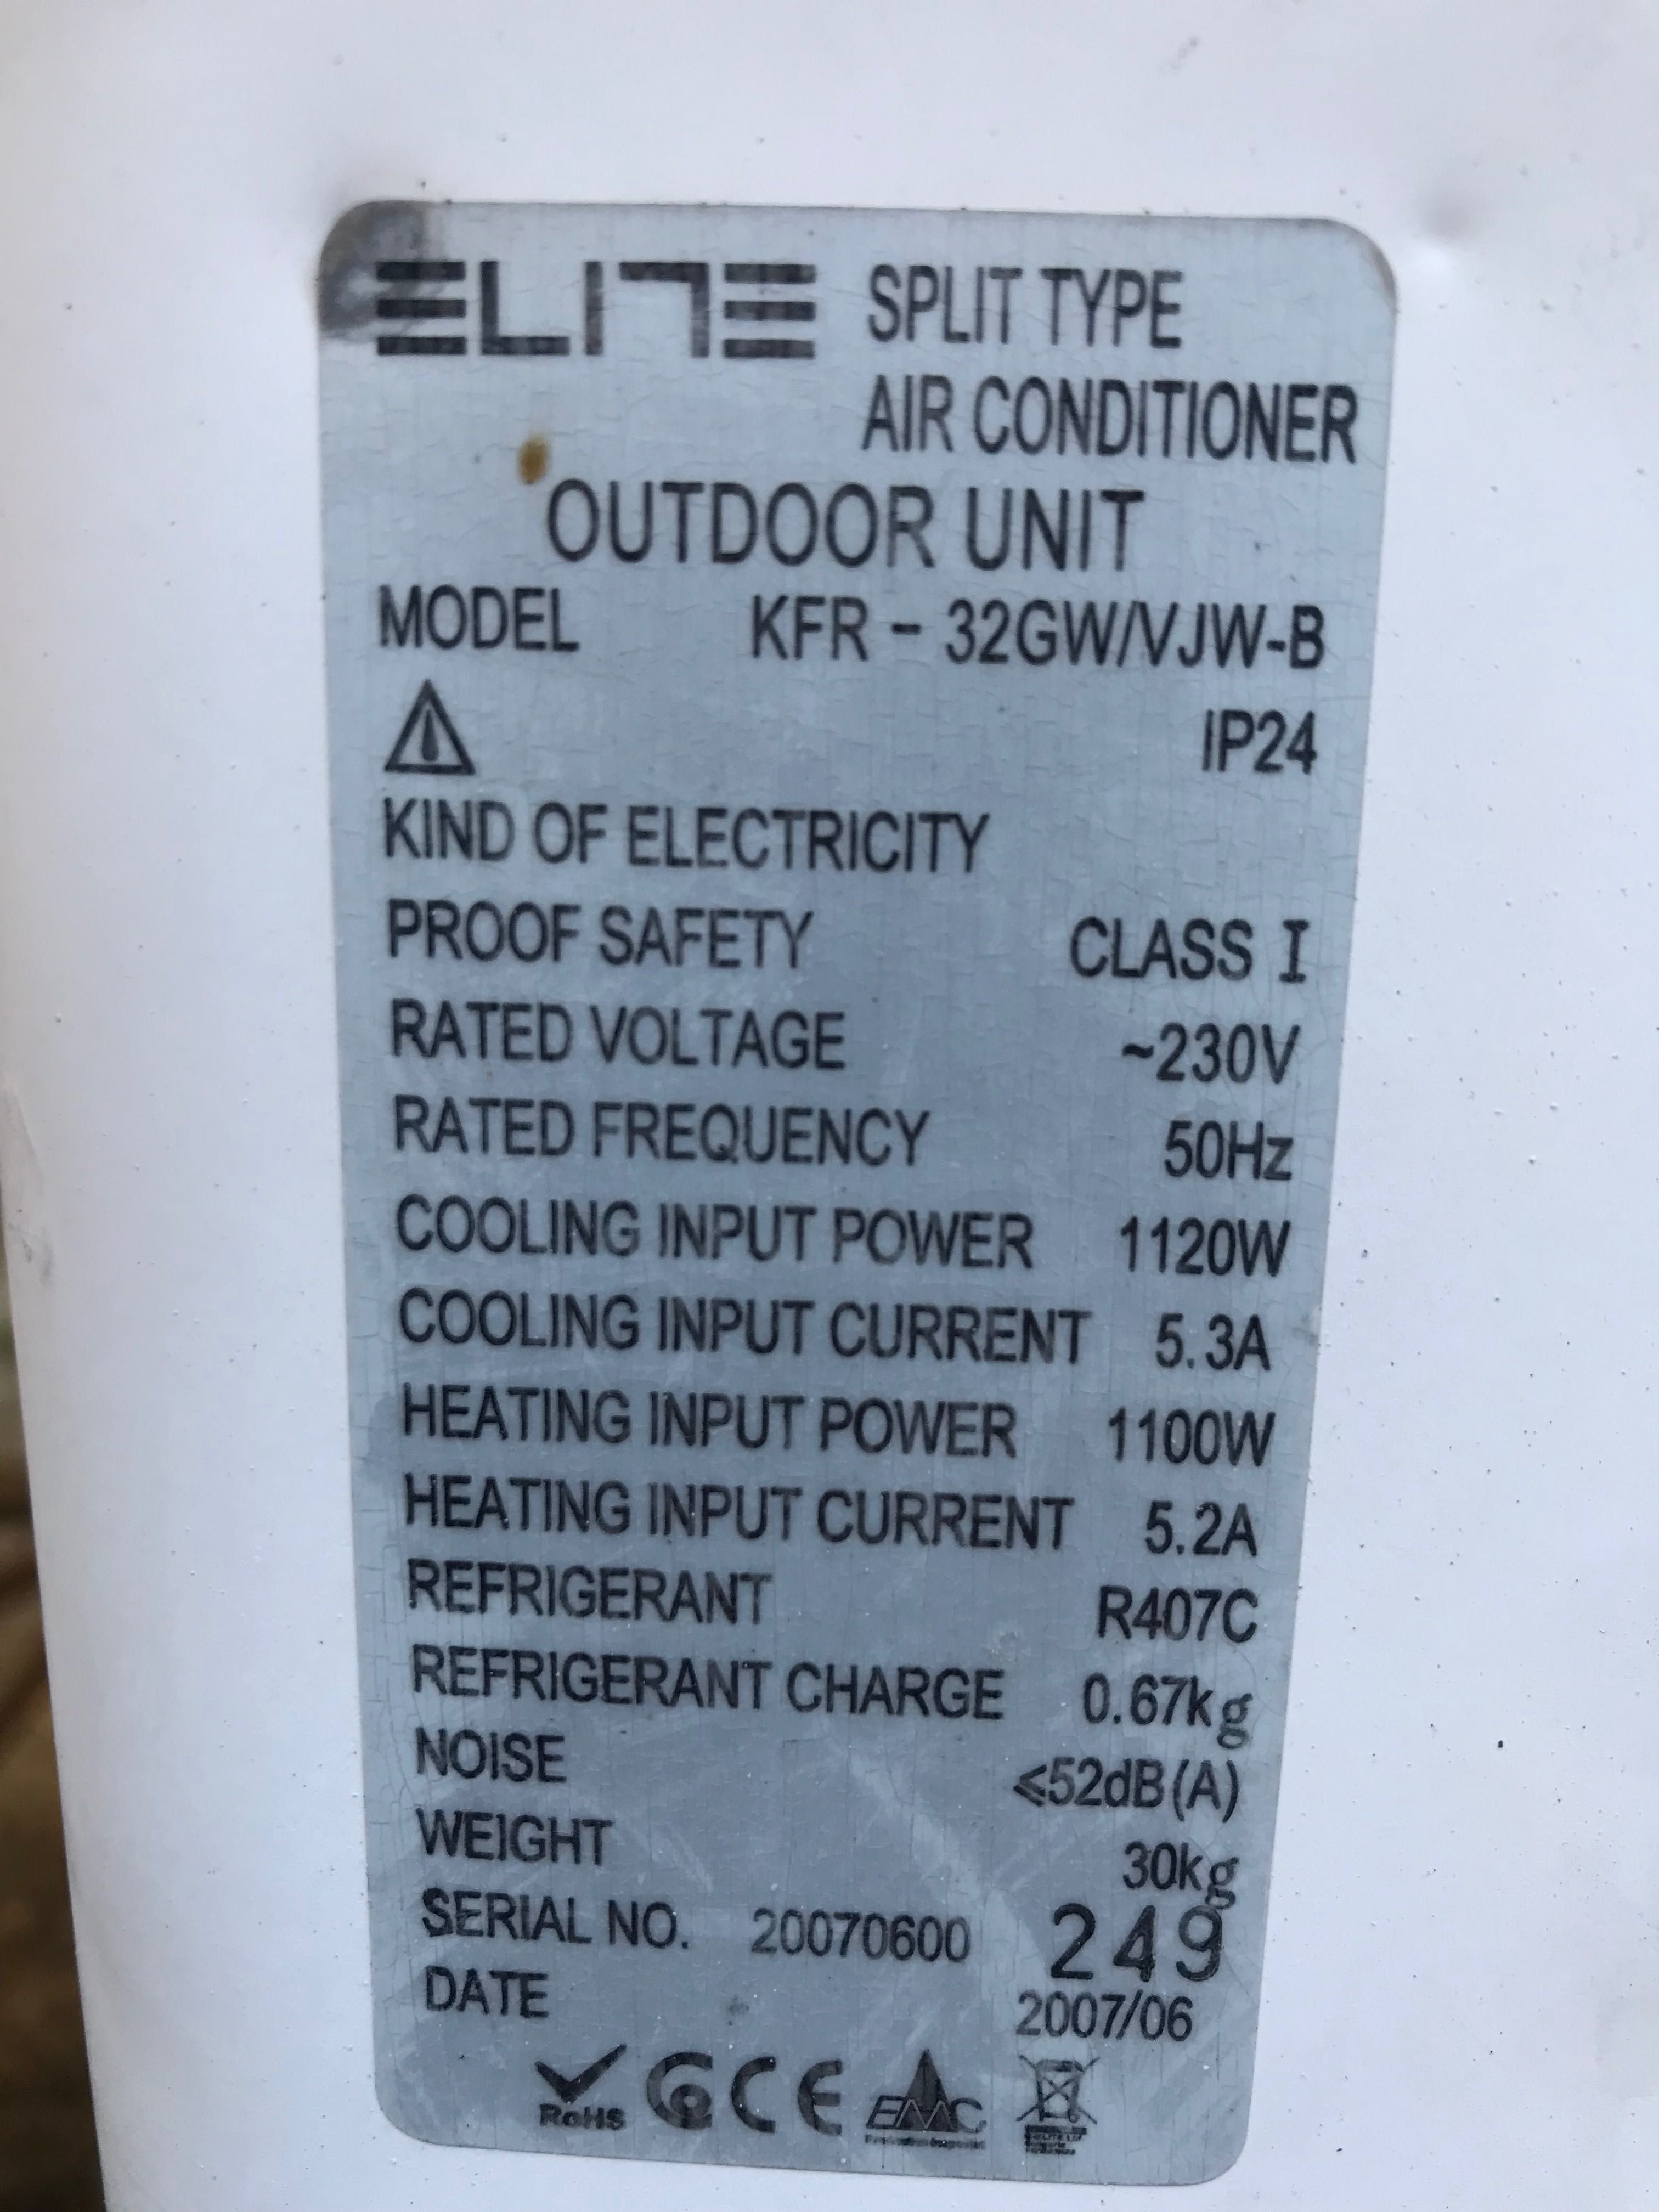 ELITE SPLIT TYPE
AIR CONDITIONER
OUTDOOR UNIT
MODEL KFR - 32GW/VJW-B
IP24
KIND OF ELECTRICITY
PROOF SAFETY CLASS I
RATED VOLTAGE ~230V
RATED FREQUENCY 50Hz
COOLING INPUT POWER 1120W
COOLING INPUT CURRENT 5.3A
HEATING INPUT POWER 1100W
HEATING INPUT CURRENT 5.2A
REFRIGERANT R407C
REFRIGERANT CHARGE 0.67kg
NOISE ≤52dB(A)
WEIGHT 30kg
SERIAL NO. 20070600 249
DATE 2007/06
RoHS CE EMC